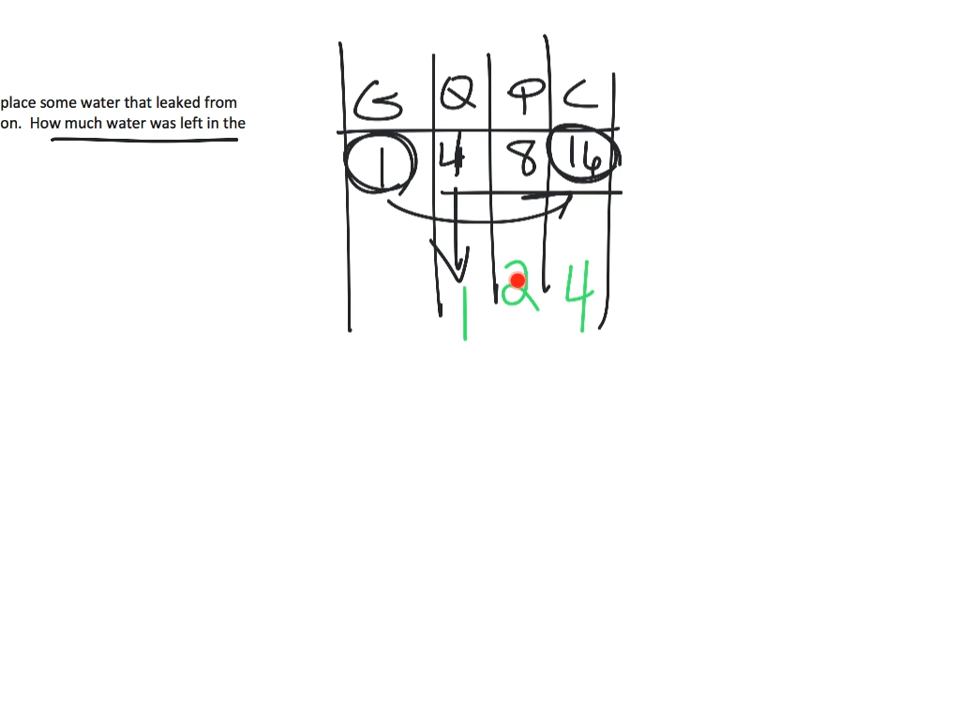 place some water that leaked from
on. How much water was left in the
G Q P C
1 4 8 16
1 2 4